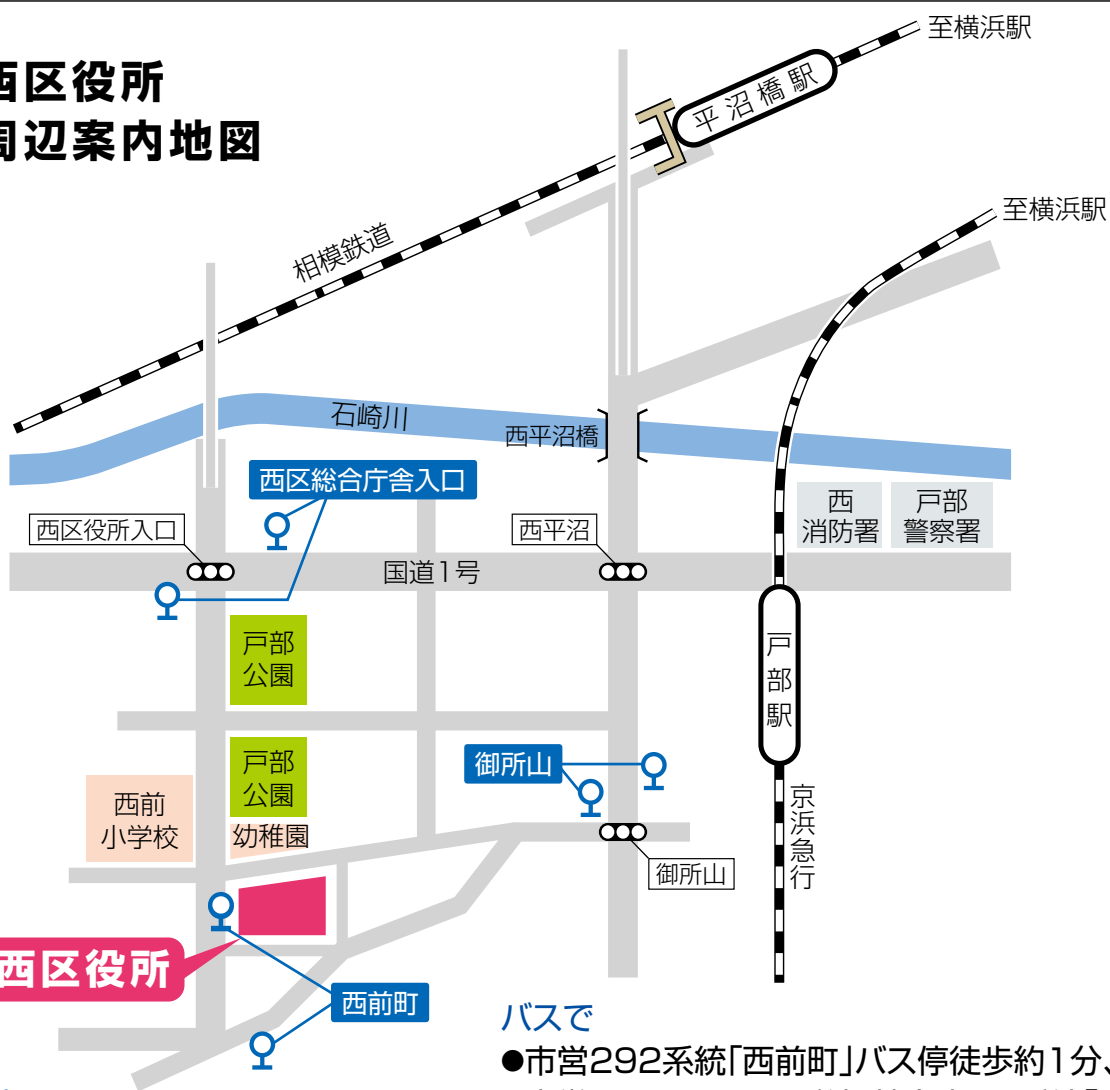 西区役所
周辺案内地図
至横浜駅
平沼橋駅
至横浜駅
相模鉄道
石崎川
西平沼橋
西区総合庁舎入口
西
消防署
戸部
警察署
西区役所入口
西平沼
国道1号
戸部
公園
戸部駅
戸部
公園
御所山
西前
小学校
幼稚園
京浜急行
御所山
西区役所
西前町
バスで
●市営292系統「西前町」バス停徒歩約1分、